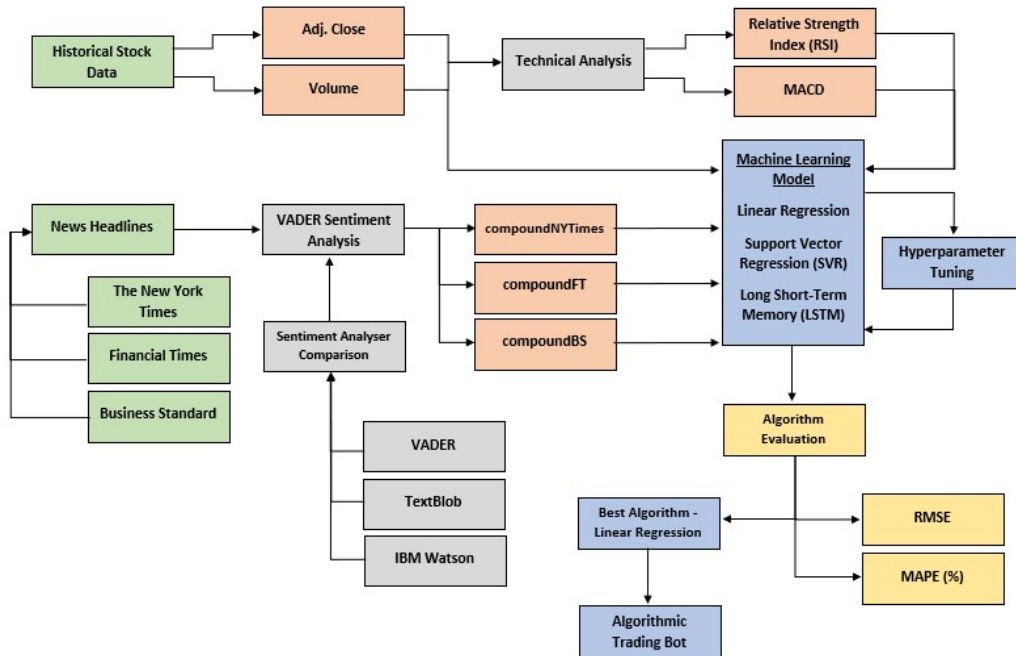 Historical Stock
Data
Adj. Close
Volume
Technical Analysis
Relative Strength
Index (RSI)
MACD
Machine Learning
Model
Linear Regression
Support Vector
Regression (SVR)
Long Short-Term
Memory (LSTM)
Hyperparameter
Tuning
News Headlines
The New York
Times
Financial Times
Business Standard
VADER Sentiment
Analysis
Sentiment Analyser
Comparison
VADER
TextBlob
IBM Watson
compoundNYTimes
compoundFT
compoundBS
Algorithm
Evaluation
RMSE
MAPE (%)
Best Algorithm -
Linear Regression
Algorithmic
Trading Bot